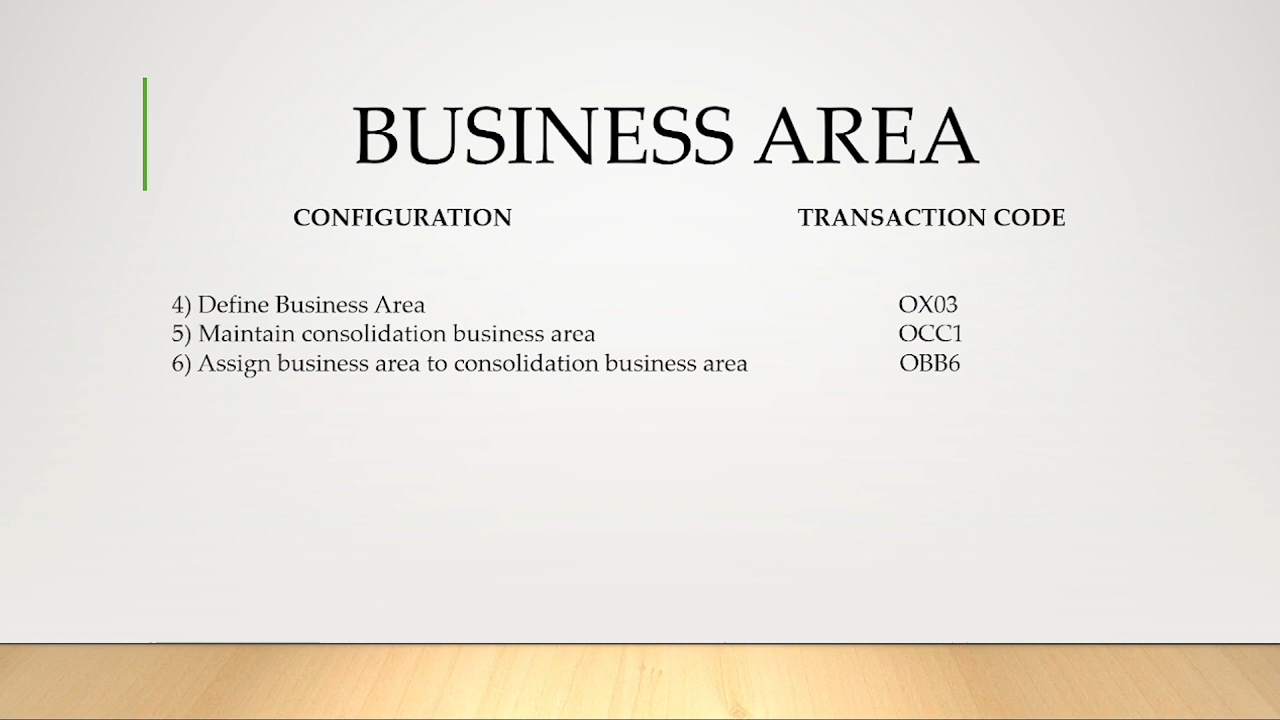 BUSINESS AREA
CONFIGURATION TRANSACTION CODE
4) Define Business Area OX03
5) Maintain consolidation business area OCC1
6) Assign business area to consolidation business area OBB6